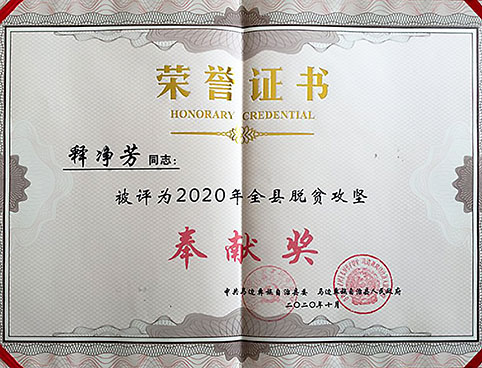 荣誉证书
HONORARY CREDENTIAL
释净芳 同志:
被评为2020年全县脱贫攻坚
奉献奖
中共马边彝族自治县委 马边彝族自治县人民政府
二〇二〇年十月